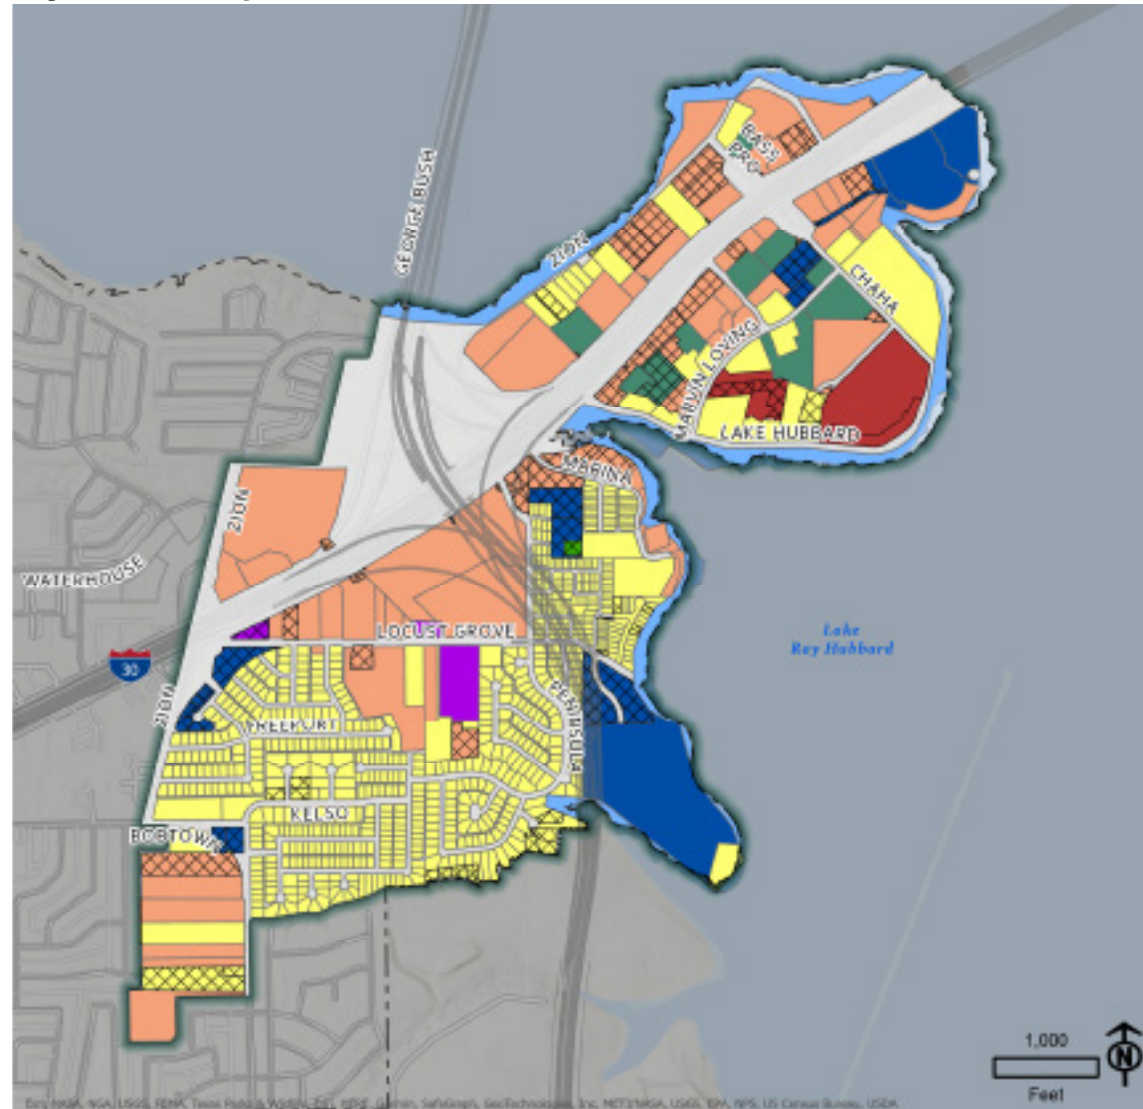 GEORGE BUSH
BASS
PRO
ZION
CHAHA
MARVIN LOVING
LAKE HUBBARD
MARINA
ZION
WATERHOUSE
LOCUST GROVE
Lake
Ray Hubbard
30
ZION
FREEPORT
PENINSULA
KELSO
BOBTOWN
1,000
N
Feet